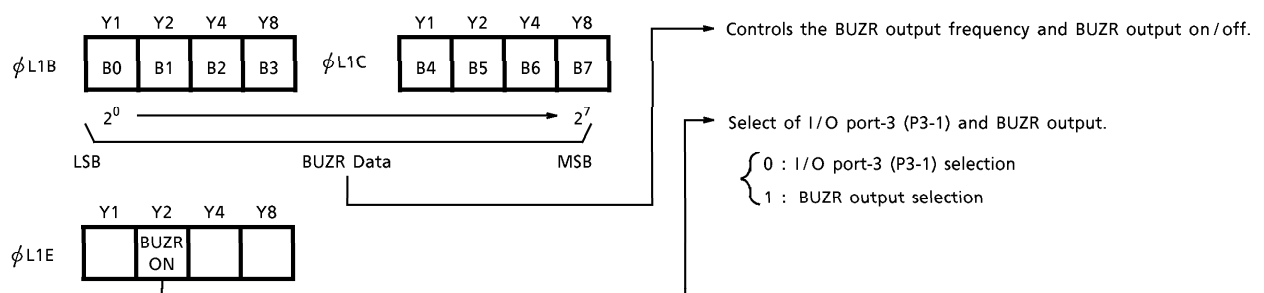 Y1 Y2 Y4 Y8
ϕL1B B0 B1 B2 B3
Y1 Y2 Y4 Y8
ϕL1C B4 B5 B6 B7
2⁰ 2⁷
LSB BUZR Data MSB
Controls the BUZR output frequency and BUZR output on/off.
Select of I/O port-3 (P3-1) and BUZR output.
0 : I/O port-3 (P3-1) selection
1 : BUZR output selection
Y1 Y2 Y4 Y8
ϕL1E BUZR
ON